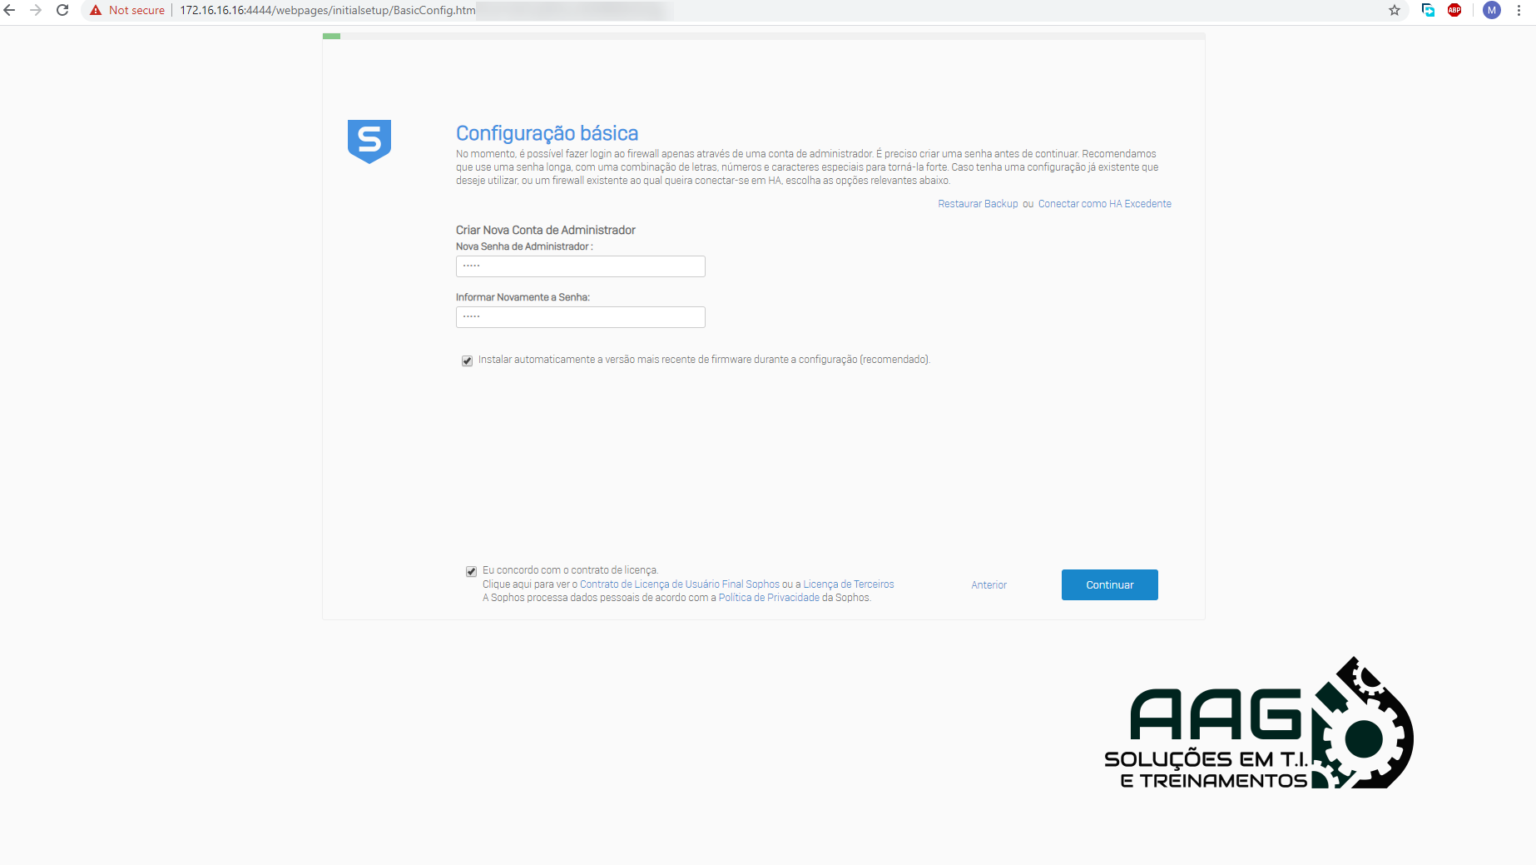 Not secure | 172.16.16.16:4444/webpages/initialsetup/BasicConfig.htm
ABP
M
S
Configuração básica
No momento, é possível fazer login ao firewall apenas através de uma conta de administrador. É preciso criar uma senha antes de continuar. Recomendamos
que use uma senha longa, com uma combinação de letras, números e caracteres especiais para torná-la forte. Caso tenha uma configuração já existente que
deseje utilizar, ou um firewall existente ao qual queira conectar-se em HA, escolha as opções relevantes abaixo.
Restaurar Backup ou Conectar como HA Excedente
Criar Nova Conta de Administrador
Nova Senha de Administrador :
•••••
Informar Novamente a Senha:
•••••
Instalar automaticamente a versão mais recente de firmware durante a configuração (recomendado).
Eu concordo com o contrato de licença.
Clique aqui para ver o Contrato de Licença de Usuário Final Sophos ou a Licença de Terceiros
A Sophos processa dados pessoais de acordo com a Política de Privacidade da Sophos.
Anterior
Continuar
AAG
SOLUÇÕES EM T.I.
E TREINAMENTOS